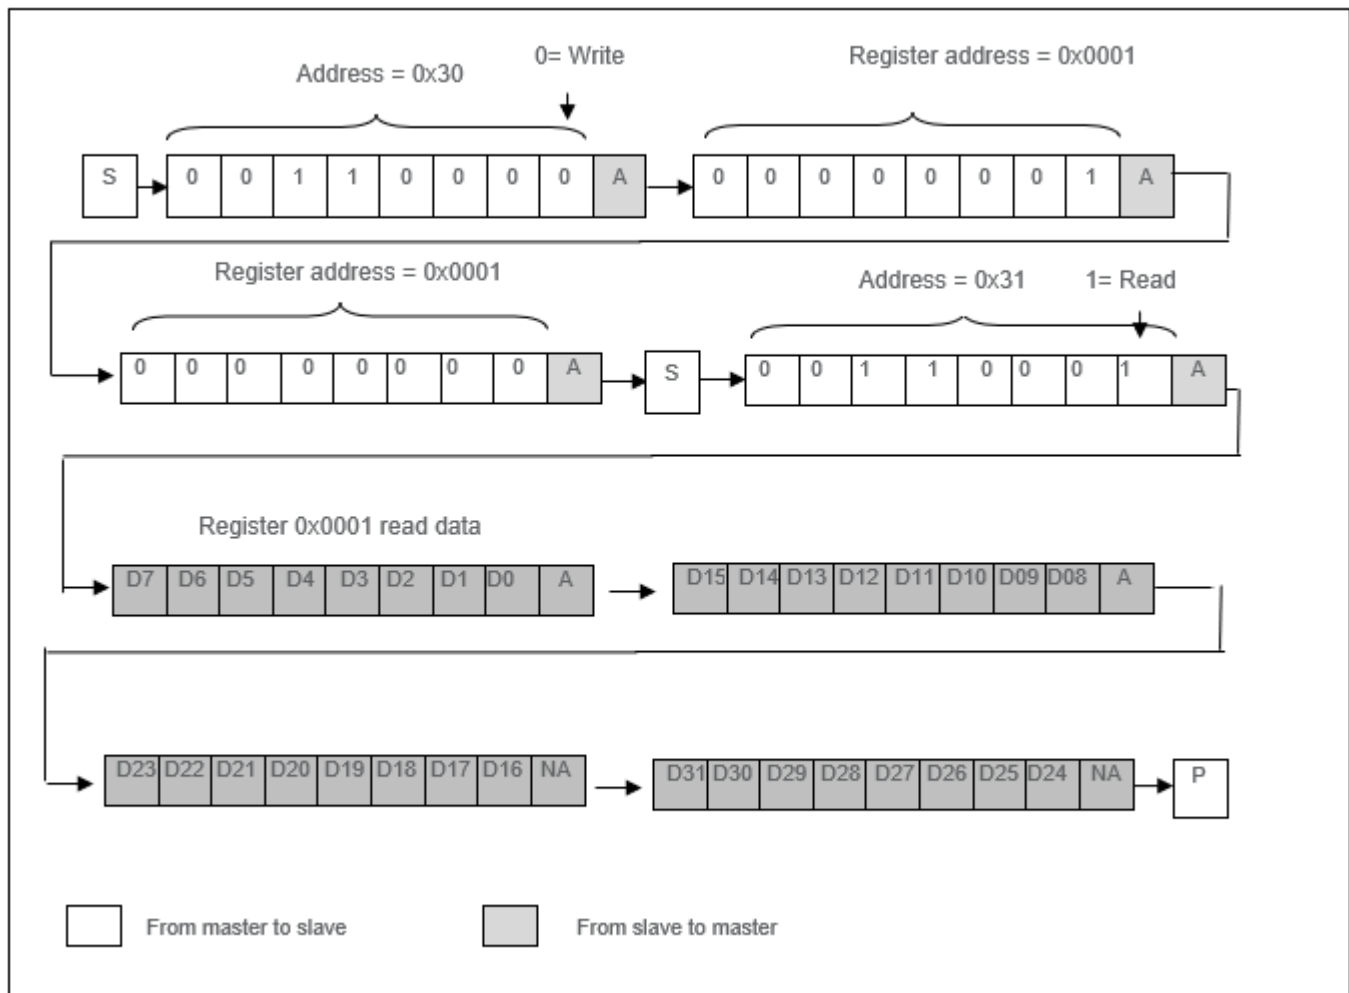 Address = 0x30 0= Write Register address = 0x0001
S 0 0 1 1 0 0 0 0 A 0 0 0 0 0 0 0 1 A
Register address = 0x0001 Address = 0x31 1= Read
0 0 0 0 0 0 0 0 A S 0 0 1 1 0 0 0 1 A
Register 0x0001 read data
D7 D6 D5 D4 D3 D2 D1 D0 A D15 D14 D13 D12 D11 D10 D09 D08 A
D23 D22 D21 D20 D19 D18 D17 D16 NA D31 D30 D29 D28 D27 D26 D25 D24 NA P
From master to slave From slave to master